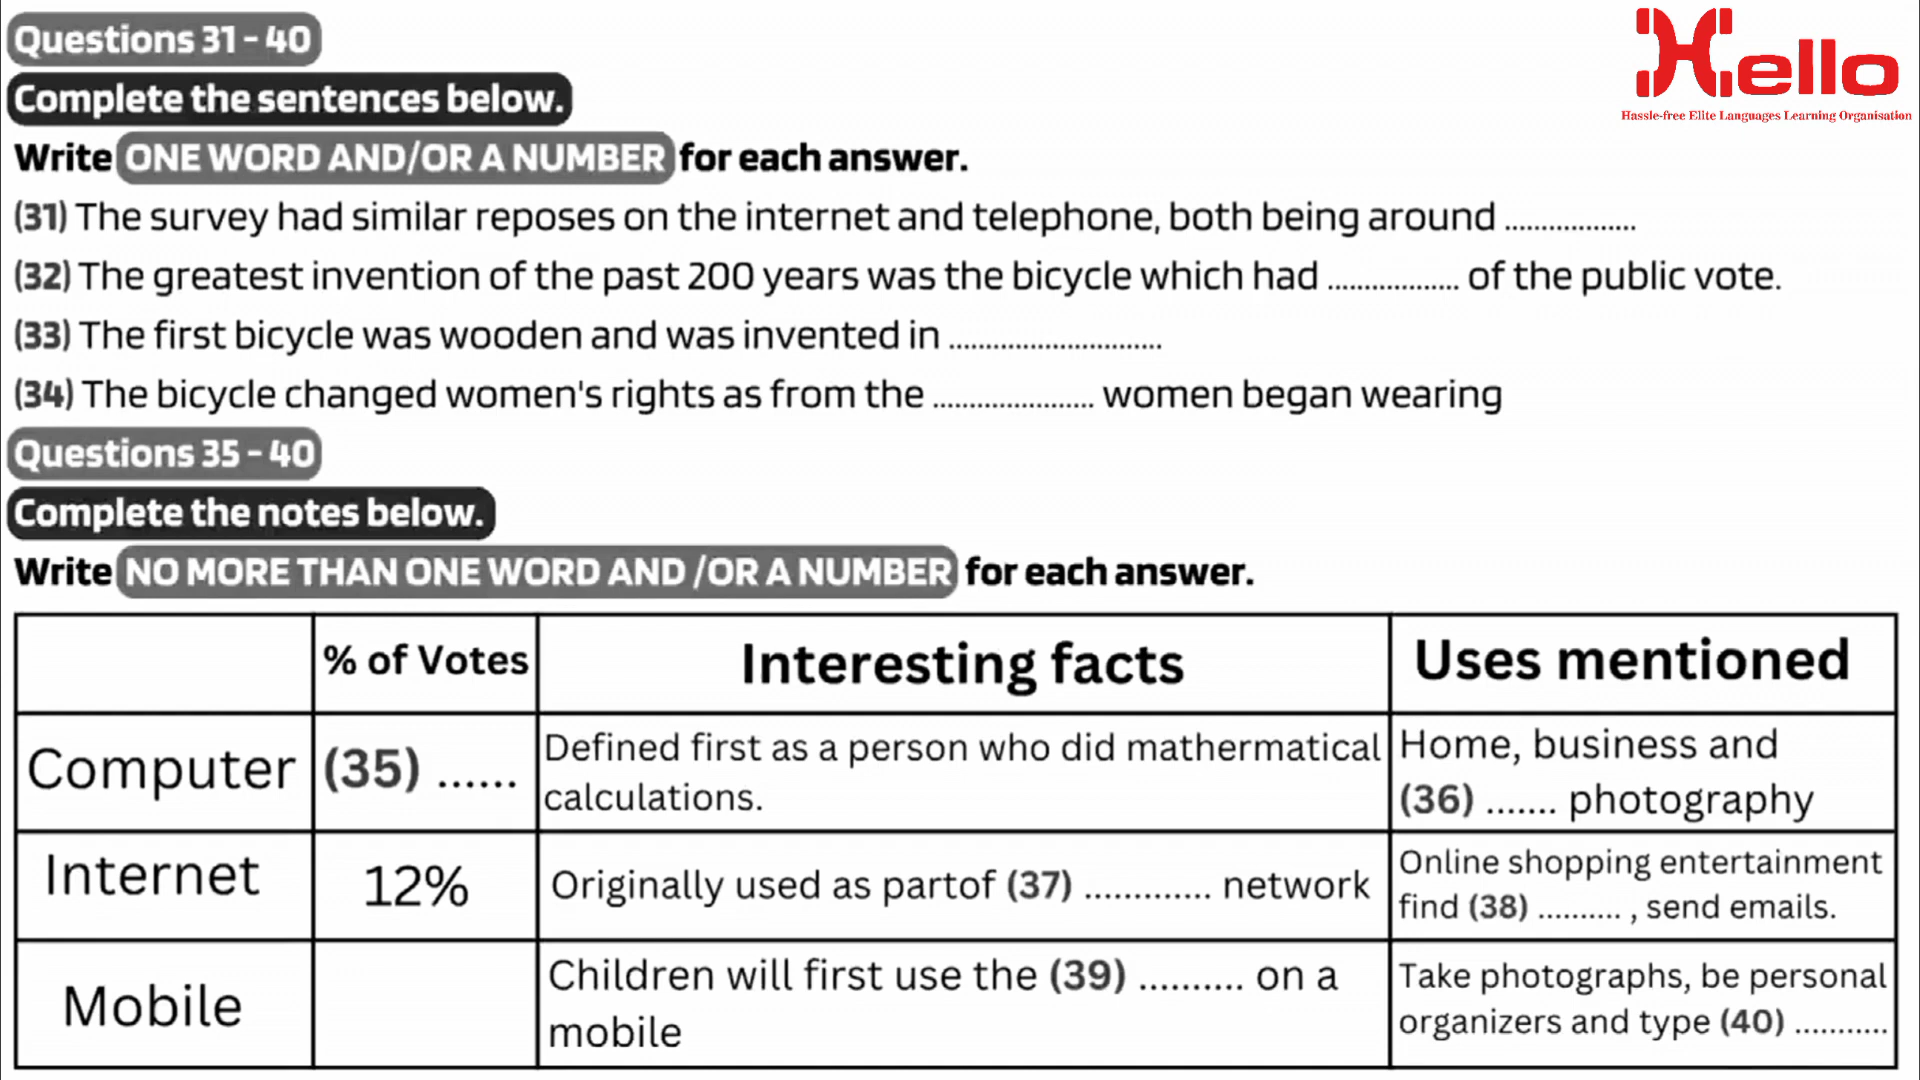 Questions 31 - 40
Hello
Hassle-free Elite Languages Learning Organisation
Complete the sentences below.
Write ONE WORD AND/OR A NUMBER for each answer.
(31) The survey had similar reposes on the internet and telephone, both being around ..................
(32) The greatest invention of the past 200 years was the bicycle which had .................. of the public vote.
(33) The first bicycle was wooden and was invented in .............................
(34) The bicycle changed women's rights as from the ...................... women began wearing
Questions 35 - 40
Complete the notes below.
Write NO MORE THAN ONE WORD AND /OR A NUMBER for each answer.
% of Votes
Interesting facts
Uses mentioned
Computer
(35) ......
Defined first as a person who did mathermatical
calculations.
Home, business and
(36) ....... photography
Internet
12%
Originally used as partof (37) ............. network
Online shopping entertainment
find (38) .......... , send emails.
Mobile
Children will first use the (39) .......... on a
mobile
Take photographs, be personal
organizers and type (40) ...........